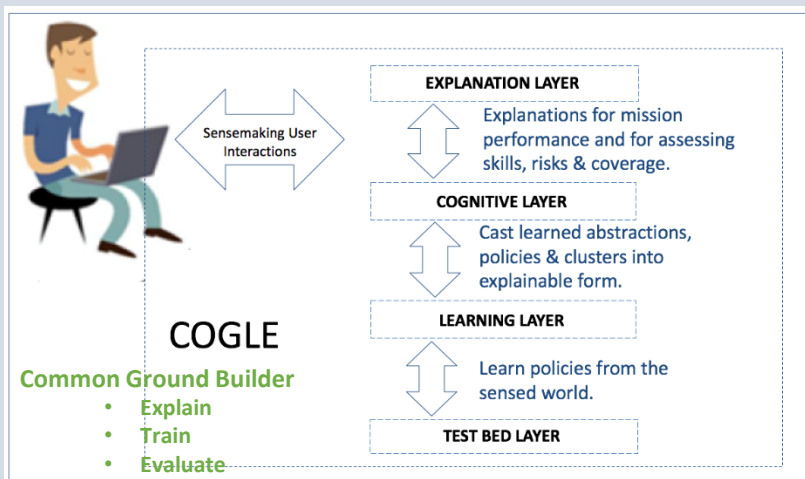 Sensemaking User
Interactions
EXPLANATION LAYER
Explanations for mission
performance and for assessing
skills, risks & coverage.
COGNITIVE LAYER
Cast learned abstractions,
policies & clusters into
explainable form.
LEARNING LAYER
Learn policies from the
sensed world.
TEST BED LAYER
COGLE
Common Ground Builder
• Explain
• Train
• Evaluate